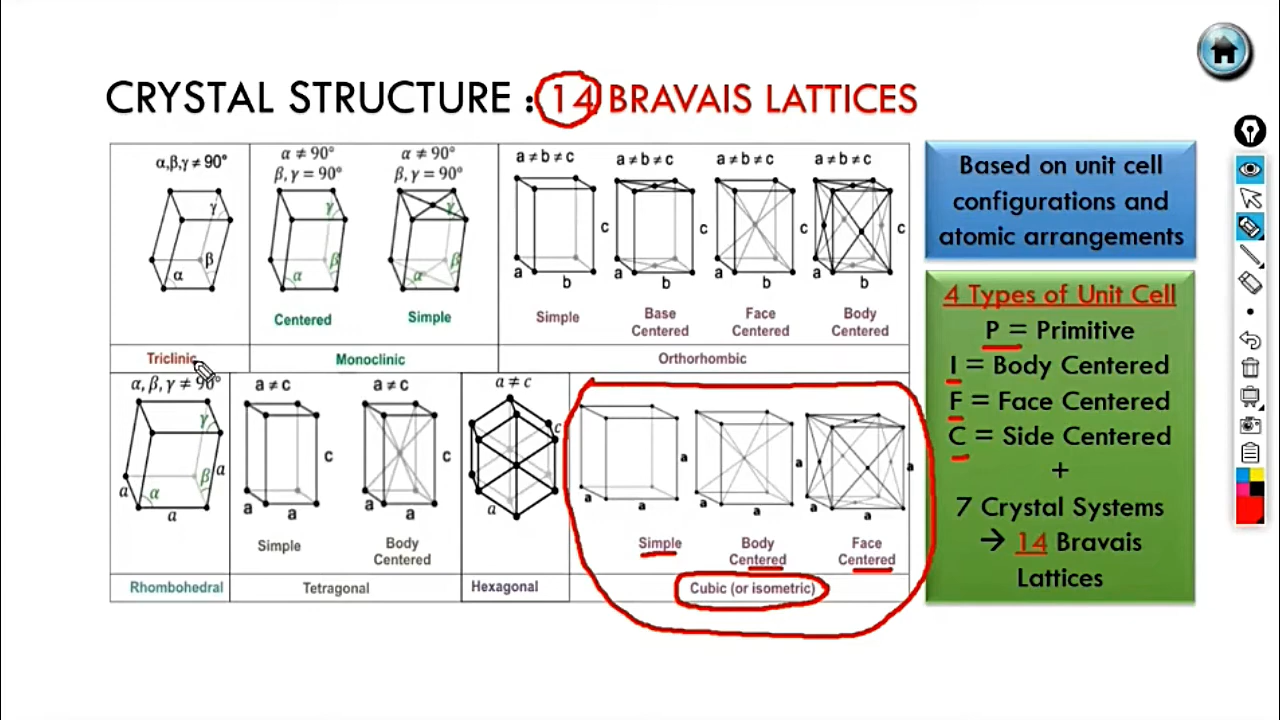 CRYSTAL STRUCTURE : 14 BRAVAIS LATTICES
α,β,γ ≠ 90°
γ
β
α
Triclinic
α ≠ 90°
β, γ = 90°
γ
β
α
Centered
α ≠ 90°
β, γ = 90°
γ
β
α
Simple
Monoclinic
a ≠ b ≠ c
c
a
b
Simple
a ≠ b ≠ c
c
a
b
Base
Centered
a ≠ b ≠ c
c
a
b
Face
Centered
a ≠ b ≠ c
c
a
b
Body
Centered
Orthorhombic
α, β, γ ≠ 90°
γ
β
a
a
α
a
Rhombohedral
a ≠ c
c
a
a
Simple
a ≠ c
c
a
a
Body
Centered
Tetragonal
a ≠ c
c
a
Hexagonal
a
a
a
Simple
a
a
a
Body
Centered
a
a
a
Face
Centered
Cubic (or isometric)
Based on unit cell
configurations and
atomic arrangements
4 Types of Unit Cell
P = Primitive
I = Body Centered
F = Face Centered
C = Side Centered
+
7 Crystal Systems
→ 14 Bravais
Lattices